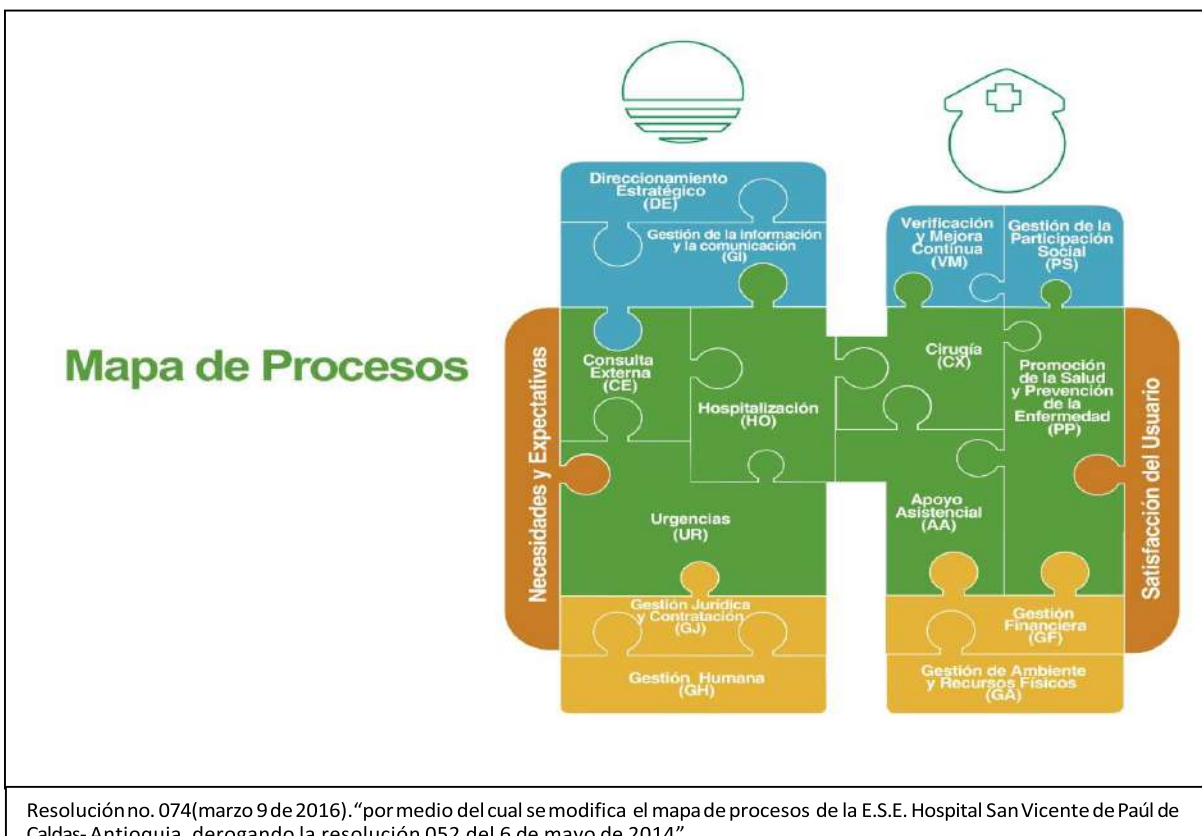 Mapa de Procesos
Direccionamiento
Estratégico
(DE)
Gestión de la información
y la comunicación
(GI)
Verificación
y Mejora
Contínua
(VM)
Gestión de la
Participación
Social
(PS)
Necesidades y Expectativas
Consulta
Externa
(CE)
Hospitalización
(HO)
Cirugía
(CX)
Promoción
de la Salud
y Prevención
de la
Enfermedad
(PP)
Urgencias
(UR)
Apoyo
Asistencial
(AA)
Satisfacción del Usuario
Gestión Jurídica
y Contratación
(GJ)
Gestión Humana
(GH)
Gestión
Financiera
(GF)
Gestión de Ambiente
y Recursos Físicos
(GA)
Resolución no. 074(marzo 9 de 2016). “por medio del cual se modifica el mapa de procesos de la E.S.E. Hospital San Vicente de Paúl de
Caldas- Antioquia, derogando la resolución 052 del 6 de mayo de 2014”